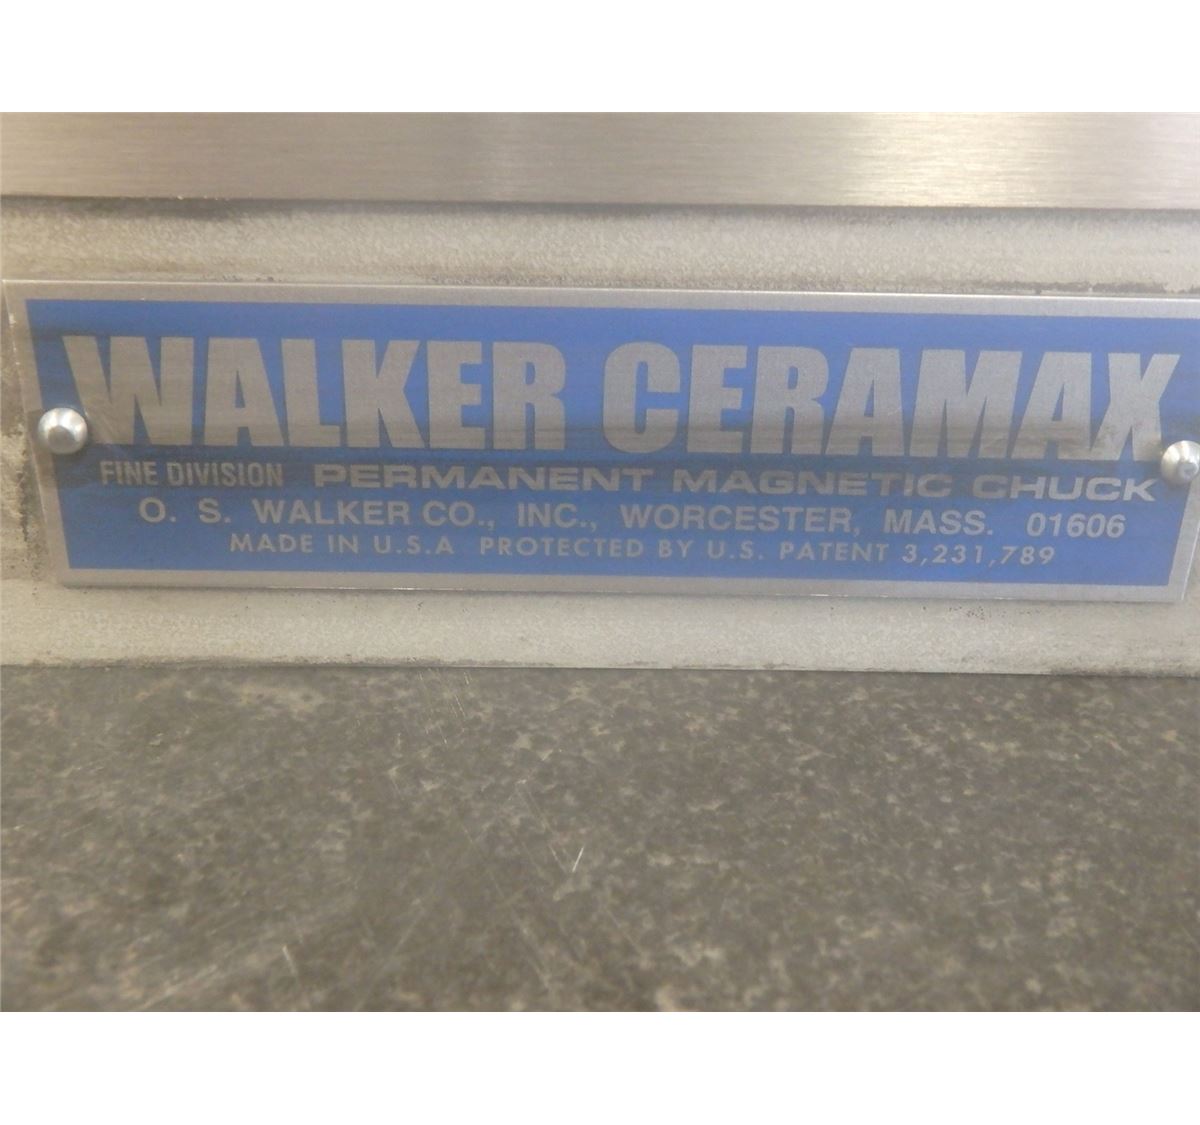 WALKER CERAMAX
FINE DIVISION PERMANENT MAGNETIC CHUCK
O. S. WALKER CO., INC., WORCESTER, MASS. 01606
MADE IN U.S.A PROTECTED BY U.S. PATENT 3,231,789